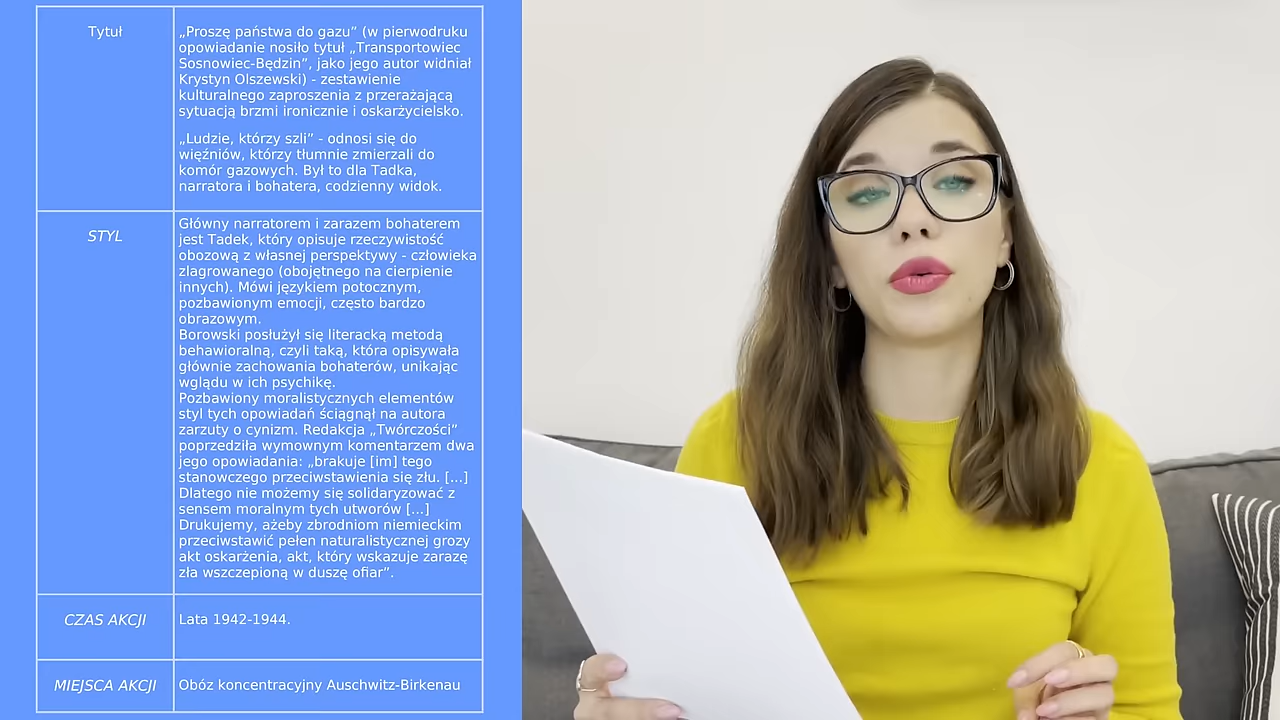 Tytuł
„Proszę państwa do gazu” (w pierwodruku
opowiadanie nosiło tytuł „Transportowiec
Sosnowiec-Będzin”, jako jego autor widniał
Krystyn Olszewski) - zestawienie
kulturalnego zaproszenia z przerażającą
sytuacją brzmi ironicznie i oskarżycielsko.
„Ludzie, którzy szli” - odnosi się do
więźniów, którzy tłumnie zmierzali do
komór gazowych. Był to dla Tadka,
narratora i bohatera, codzienny widok.
STYL
Główny narratorem i zarazem bohaterem
jest Tadek, który opisuje rzeczywistość
obozową z własnej perspektywy - człowieka
zlagrowanego (obojętnego na cierpienie
innych). Mówi językiem potocznym,
pozbawionym emocji, często bardzo
obrazowym.
Borowski posłużył się literacką metodą
behawioralną, czyli taką, która opisywała
głównie zachowania bohaterów, unikając
wglądu w ich psychikę.
Pozbawiony moralistycznych elementów
styl tych opowiadań ściągnął na autora
zarzuty o cynizm. Redakcja „Twórczości”
poprzedziła wymownym komentarzem dwa
jego opowiadania: „brakuje [im] tego
stanowczego przeciwstawienia się złu. [...]
Dlatego nie możemy się solidaryzować z
sensem moralnym tych utworów [...]
Drukujemy, ażeby zbrodniom niemieckim
przeciwstawić pełen naturalistycznej grozy
akt oskarżenia, akt, który wskazuje zarazę
zła wszczepioną w duszę ofiar”.
CZAS AKCJI
Lata 1942-1944.
MIEJSCA AKCJI
Obóz koncentracyjny Auschwitz-Birkenau